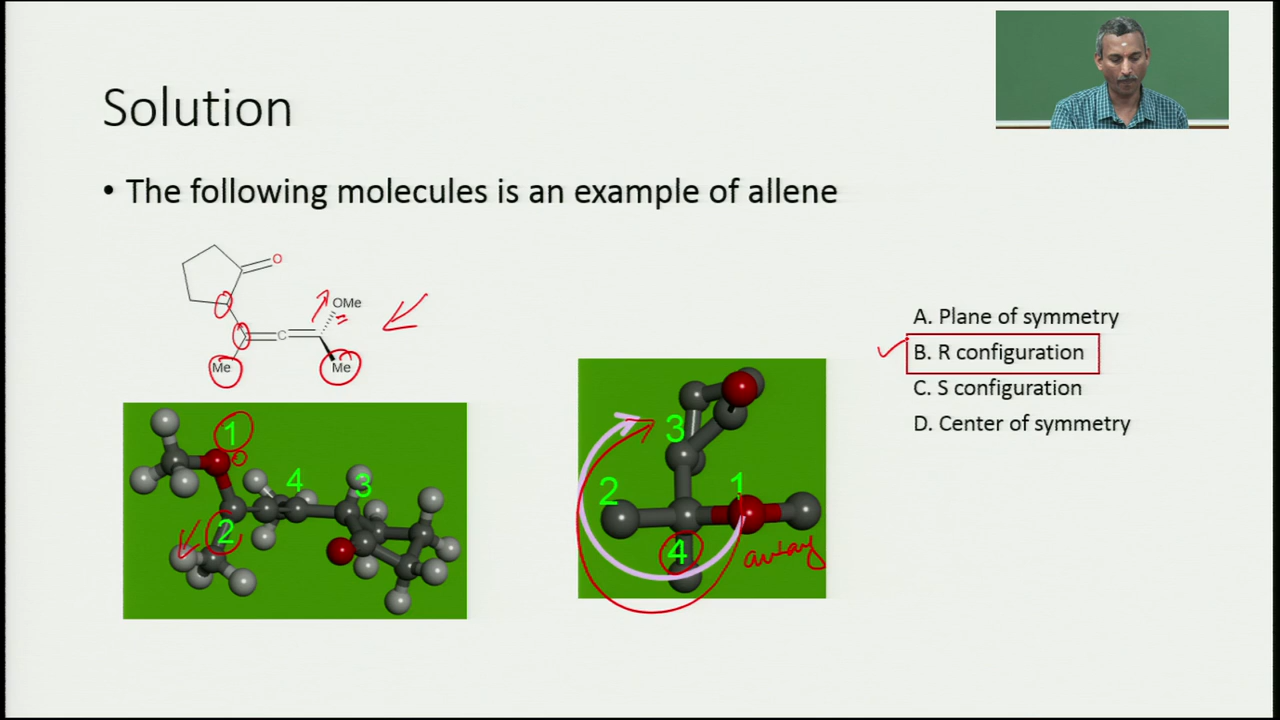 Solution
• The following molecules is an example of allene
O
OMe
C
Me
Me
A. Plane of symmetry
B. R configuration
C. S configuration
D. Center of symmetry
1
4
3
2
3
2
1
4
away